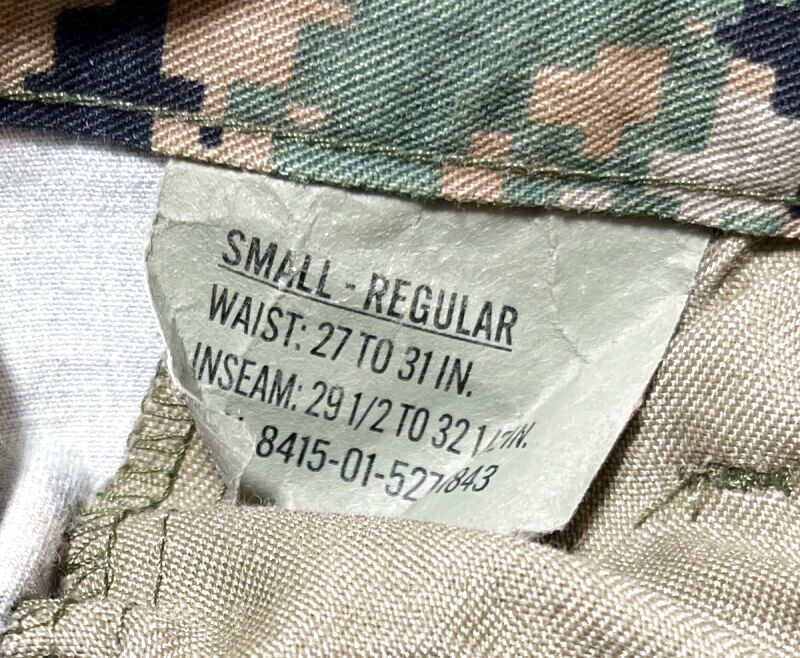 SMALL - REGULAR
WAIST: 27 TO 31 IN.
INSEAM: 29 1/2 TO 32 1/2 IN.
8415-01-527